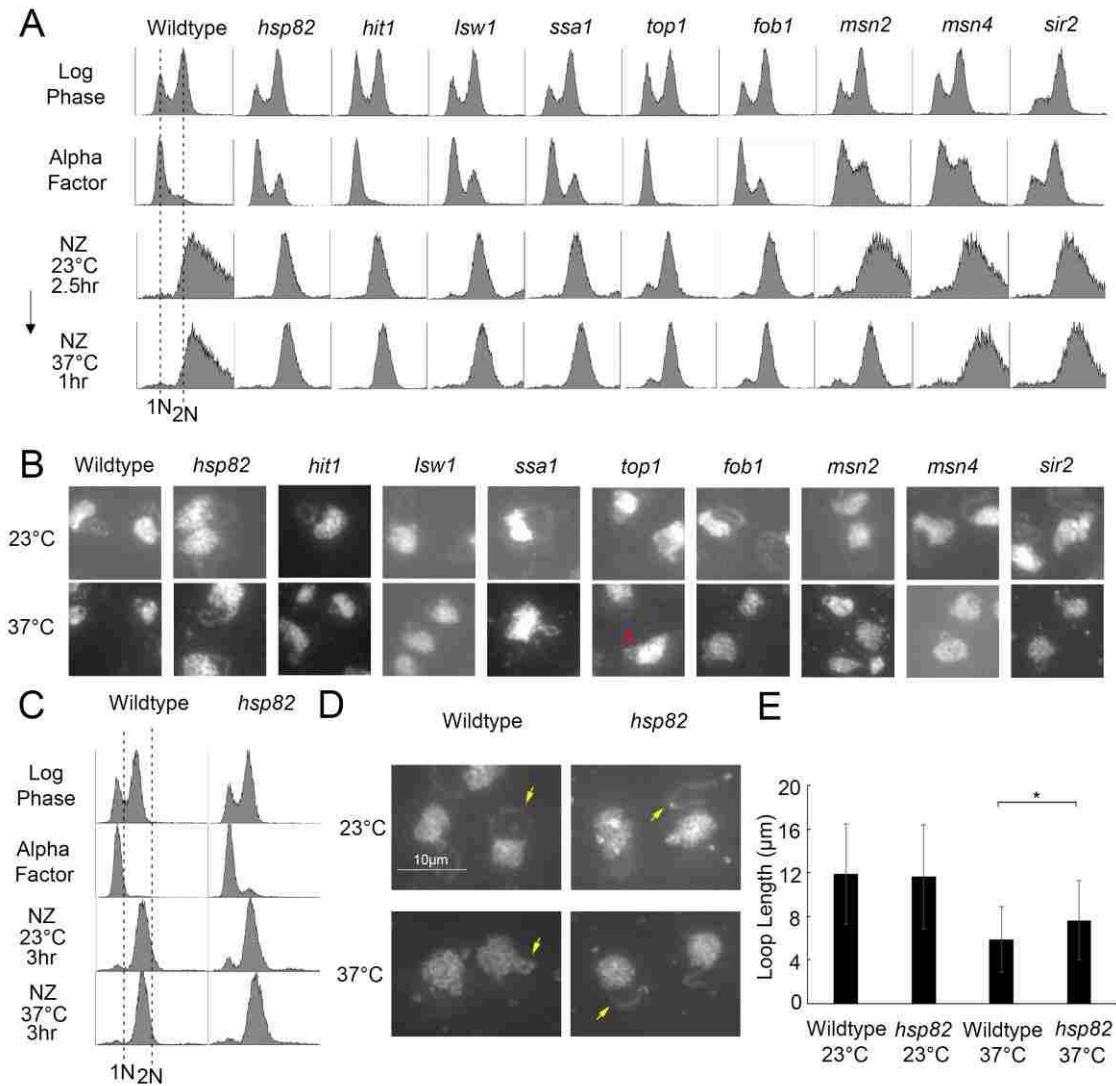 A
Wildtype hsp82 hit1 Isw1 ssa1 top1 fob1 msn2 msn4 sir2
Log
Phase
Alpha
Factor
NZ
23°C
2.5hr
NZ
37°C
1hr
1N 2N
B
Wildtype hsp82 hit1 Isw1 ssa1 top1 fob1 msn2 msn4 sir2
23°C
37°C
C
Wildtype hsp82
Log
Phase
Alpha
Factor
NZ
23°C
3hr
NZ
37°C
3hr
1N 2N
D
Wildtype hsp82
23°C
10µm
37°C
E
Loop Length (µm)
20
16
12
8
4
0
*
Wildtype hsp82 Wildtype hsp82
23°C 23°C 37°C 37°C